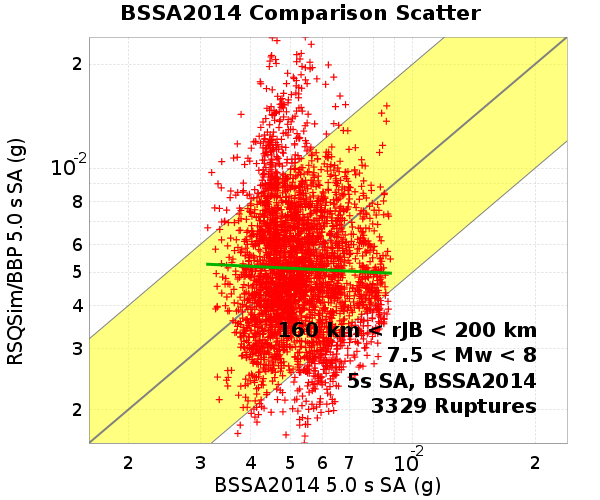 BSSA2014 Comparison Scatter
RSQSim/BBP 5.0 s SA (g)
2
10-2
8
6
5
4
3
2
160 km < rJB < 200 km
7.5 < Mw < 8
5s SA, BSSA2014
3329 Ruptures
2 3 4 5 6 7 10-2 2
BSSA2014 5.0 s SA (g)